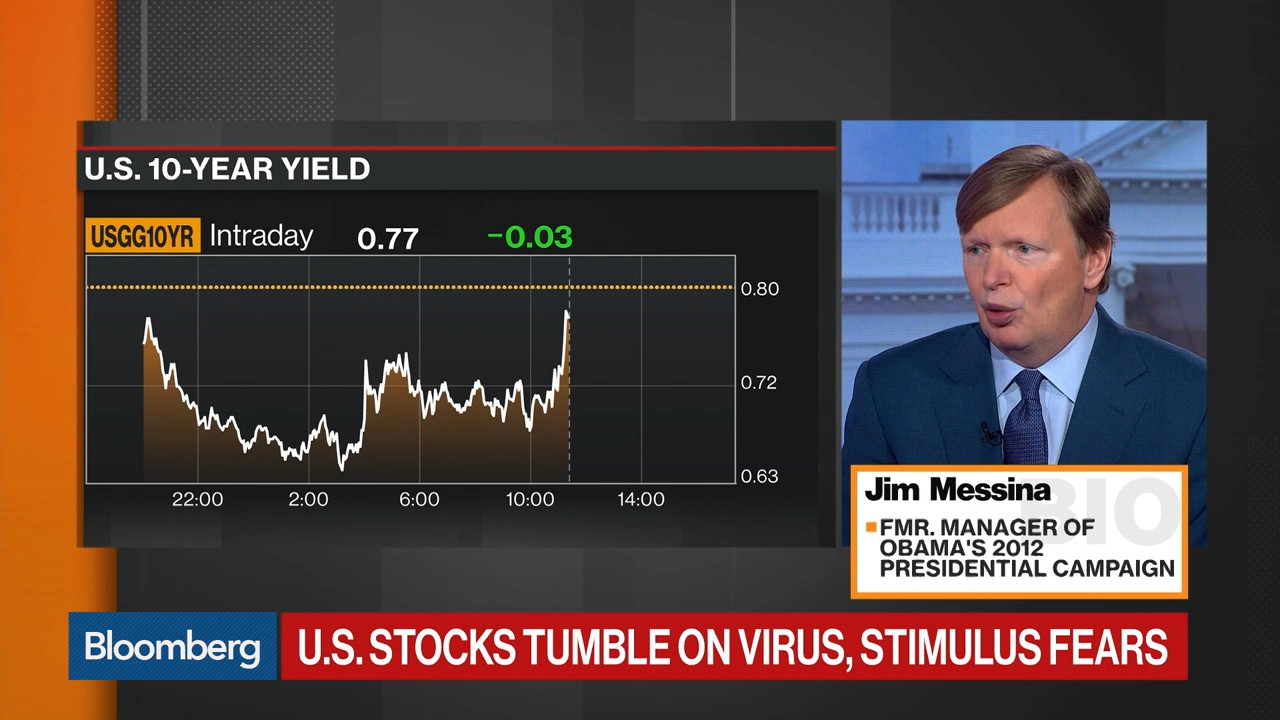 U.S. 10-YEAR YIELD
USGG10YR Intraday 0.77 -0.03
0.80
0.72
0.63
22:00 2:00 6:00 10:00 14:00
BIO
Jim Messina
FMR. MANAGER OF
OBAMA'S 2012
PRESIDENTIAL CAMPAIGN
Bloomberg
U.S. STOCKS TUMBLE ON VIRUS, STIMULUS FEARS